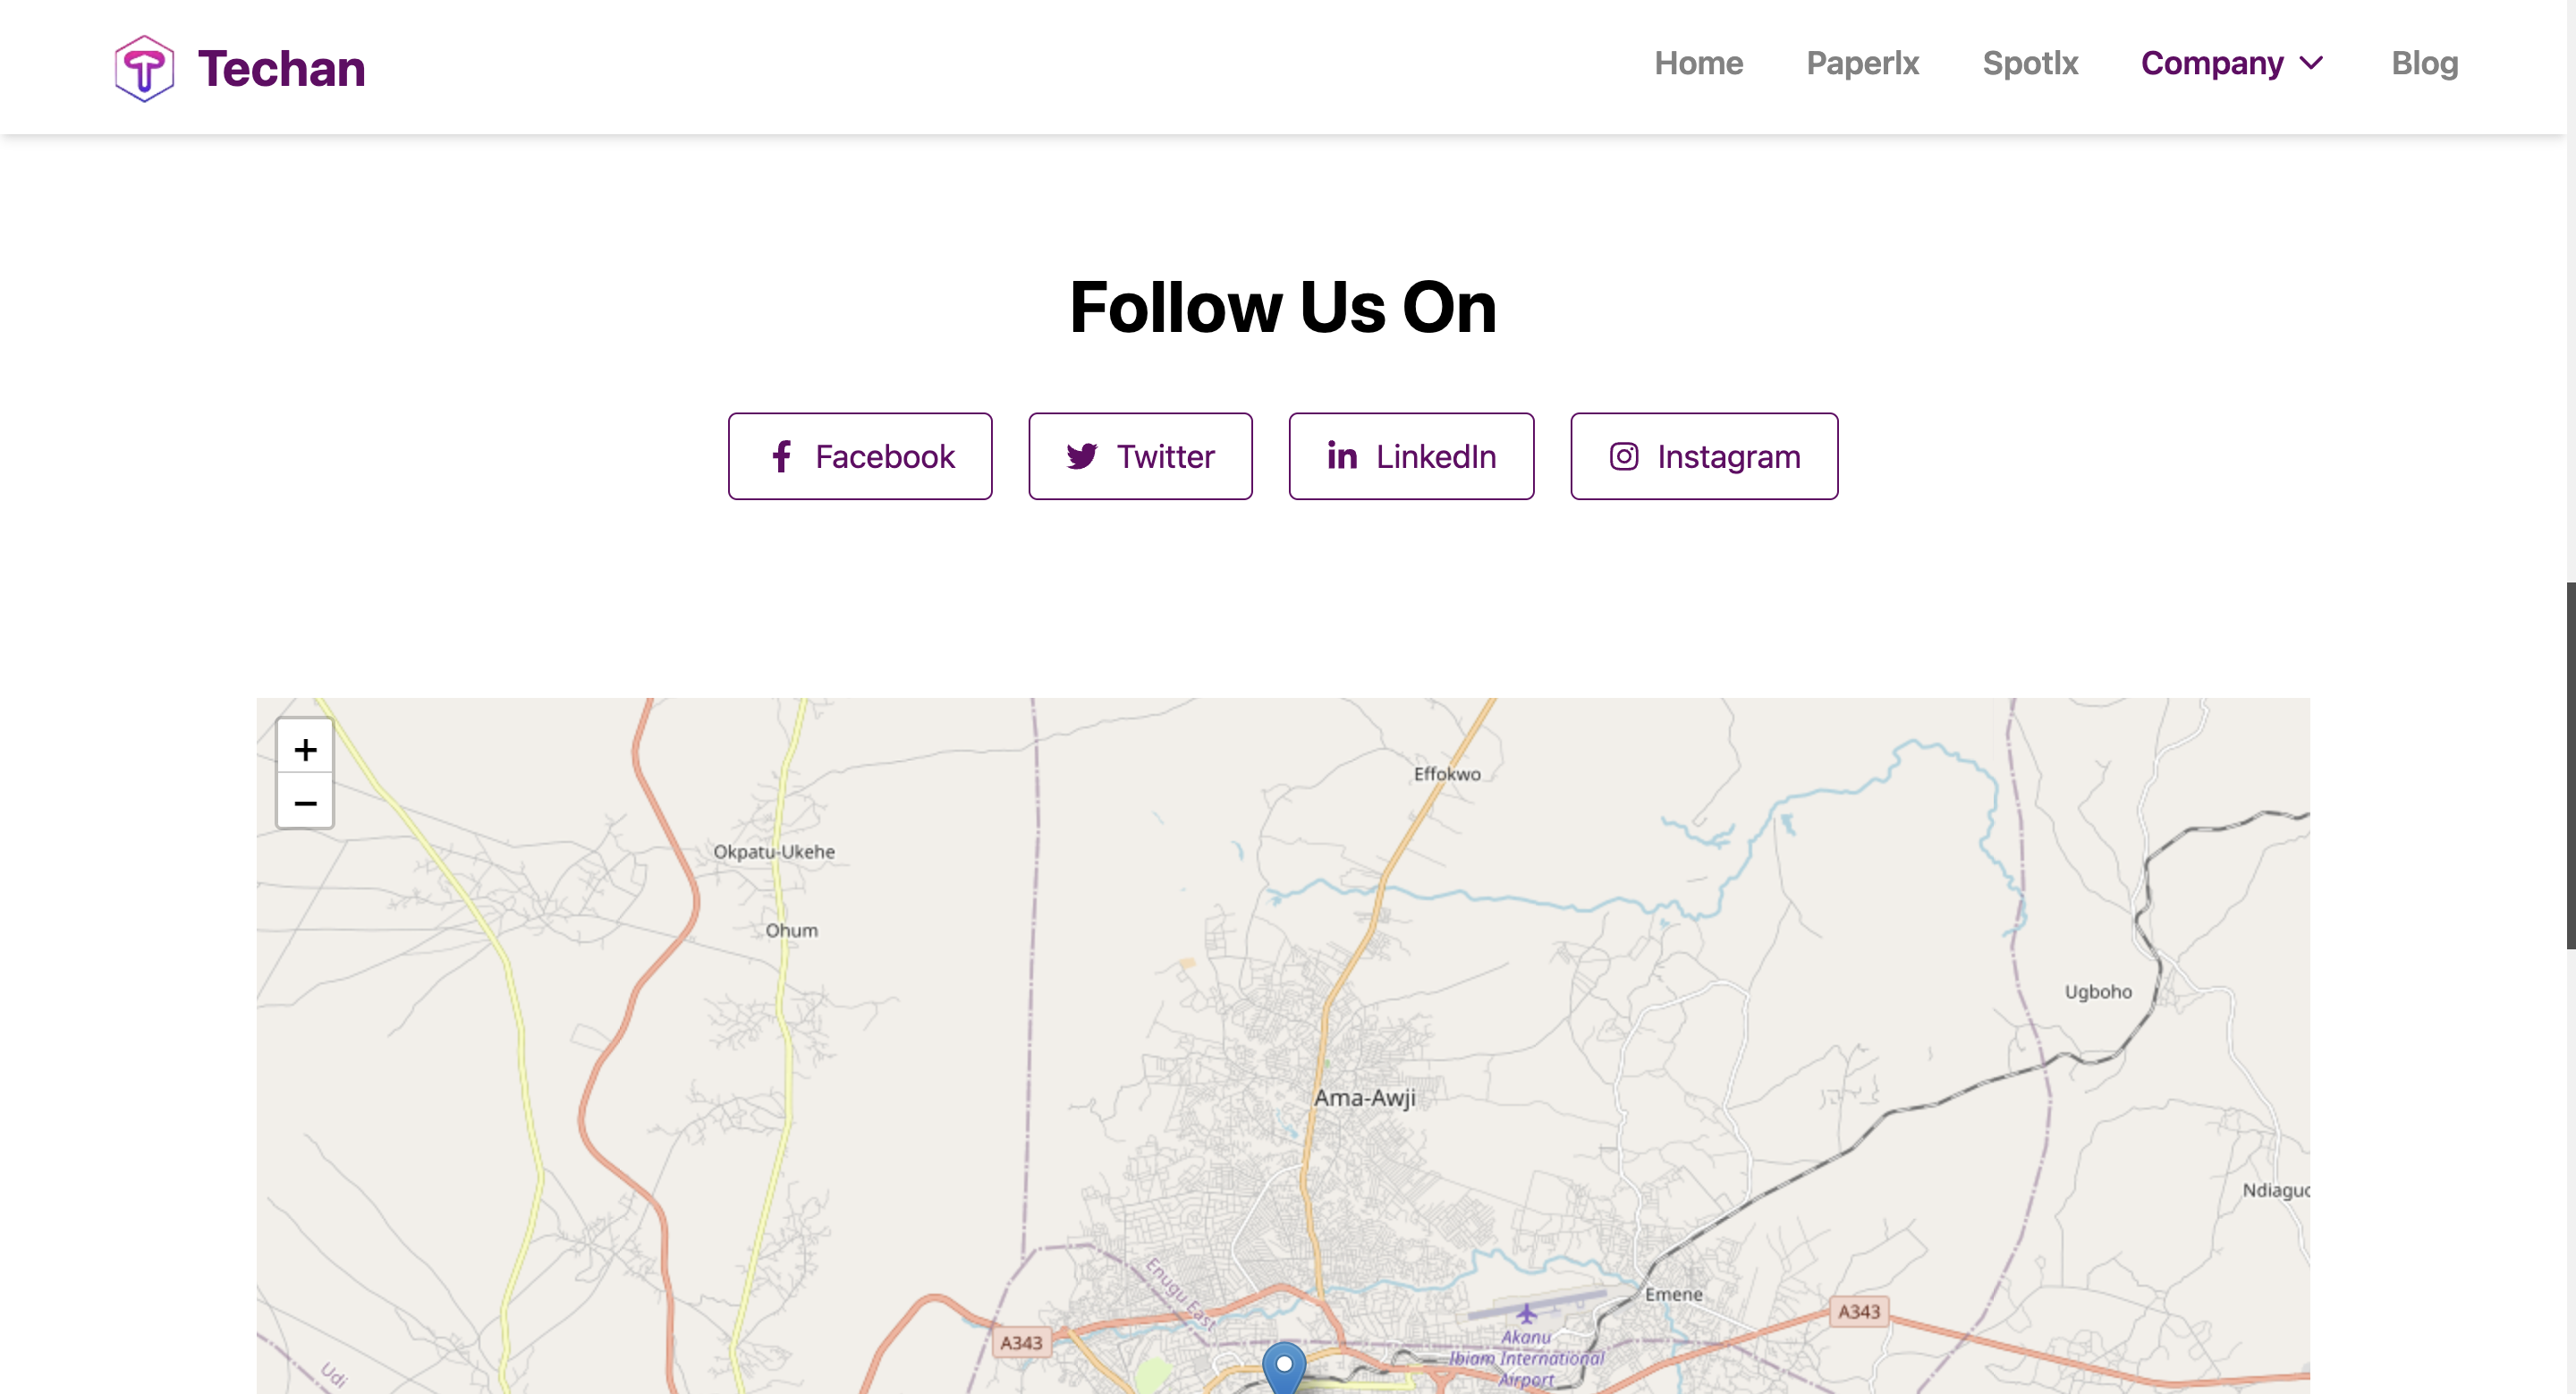 Techan
Home Paperlx Spotlx Company Blog
Follow Us On
Facebook Twitter LinkedIn Instagram
+
−
Effokwo
Okpatu-Ukehe
Ohum
Ugboho
Ama-Awji
Ndiaguo
Enugu East
Emene
A343
A343
Akanu
Ibiam International
Airport
Udi